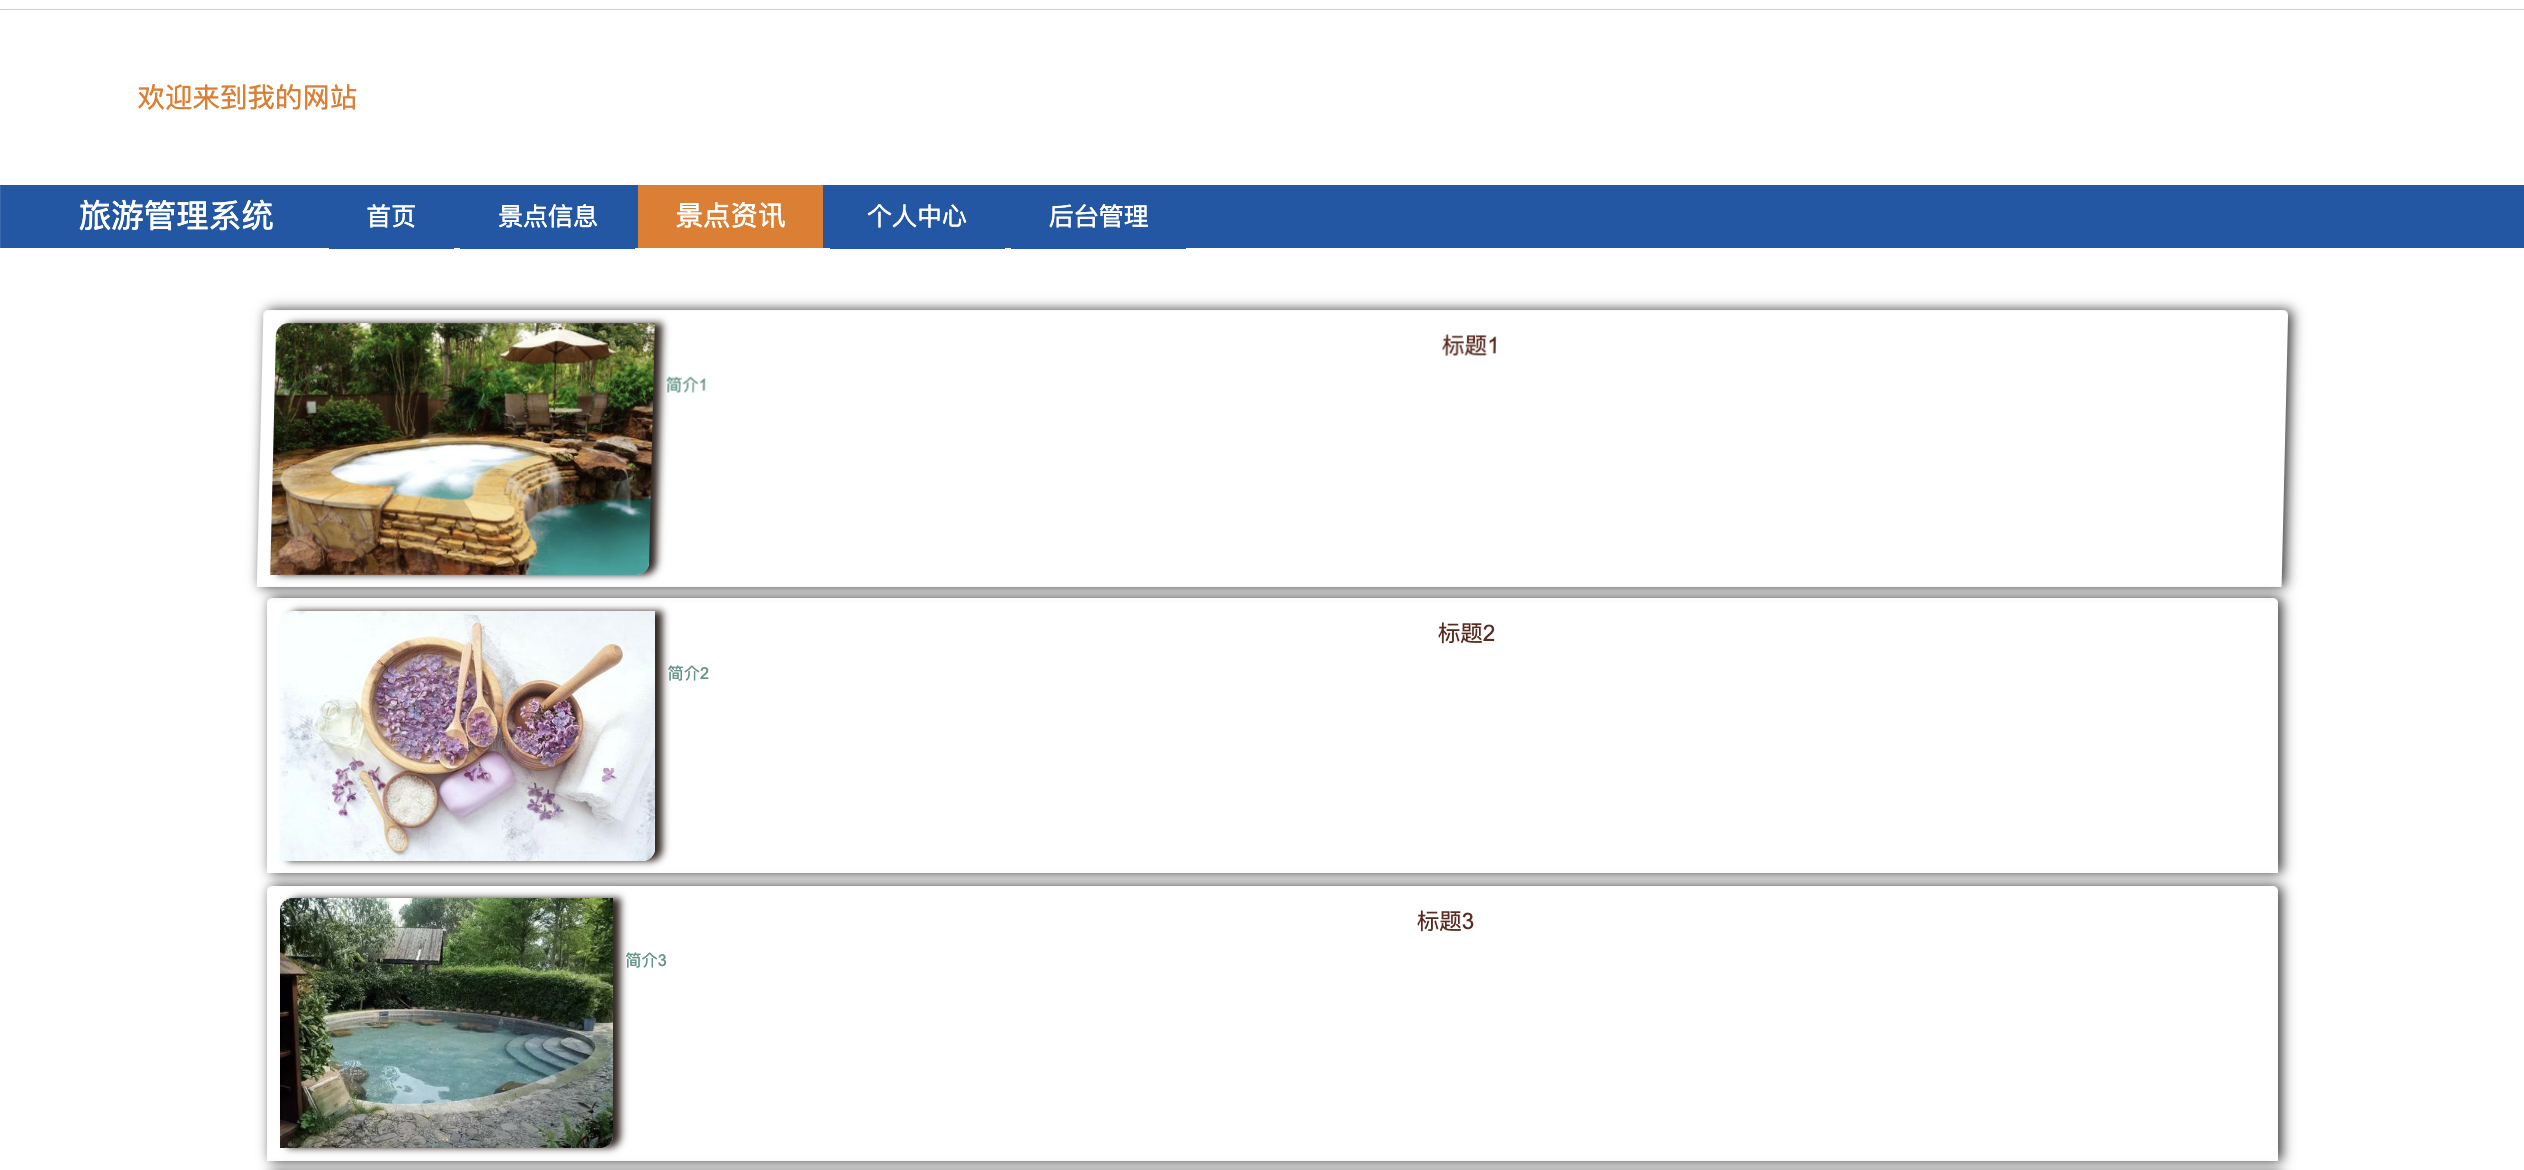 欢迎来到我的网站
旅游管理系统 首页 景点信息 景点资讯 个人中心 后台管理
标题1
简介1
标题2
简介2
标题3
简介3